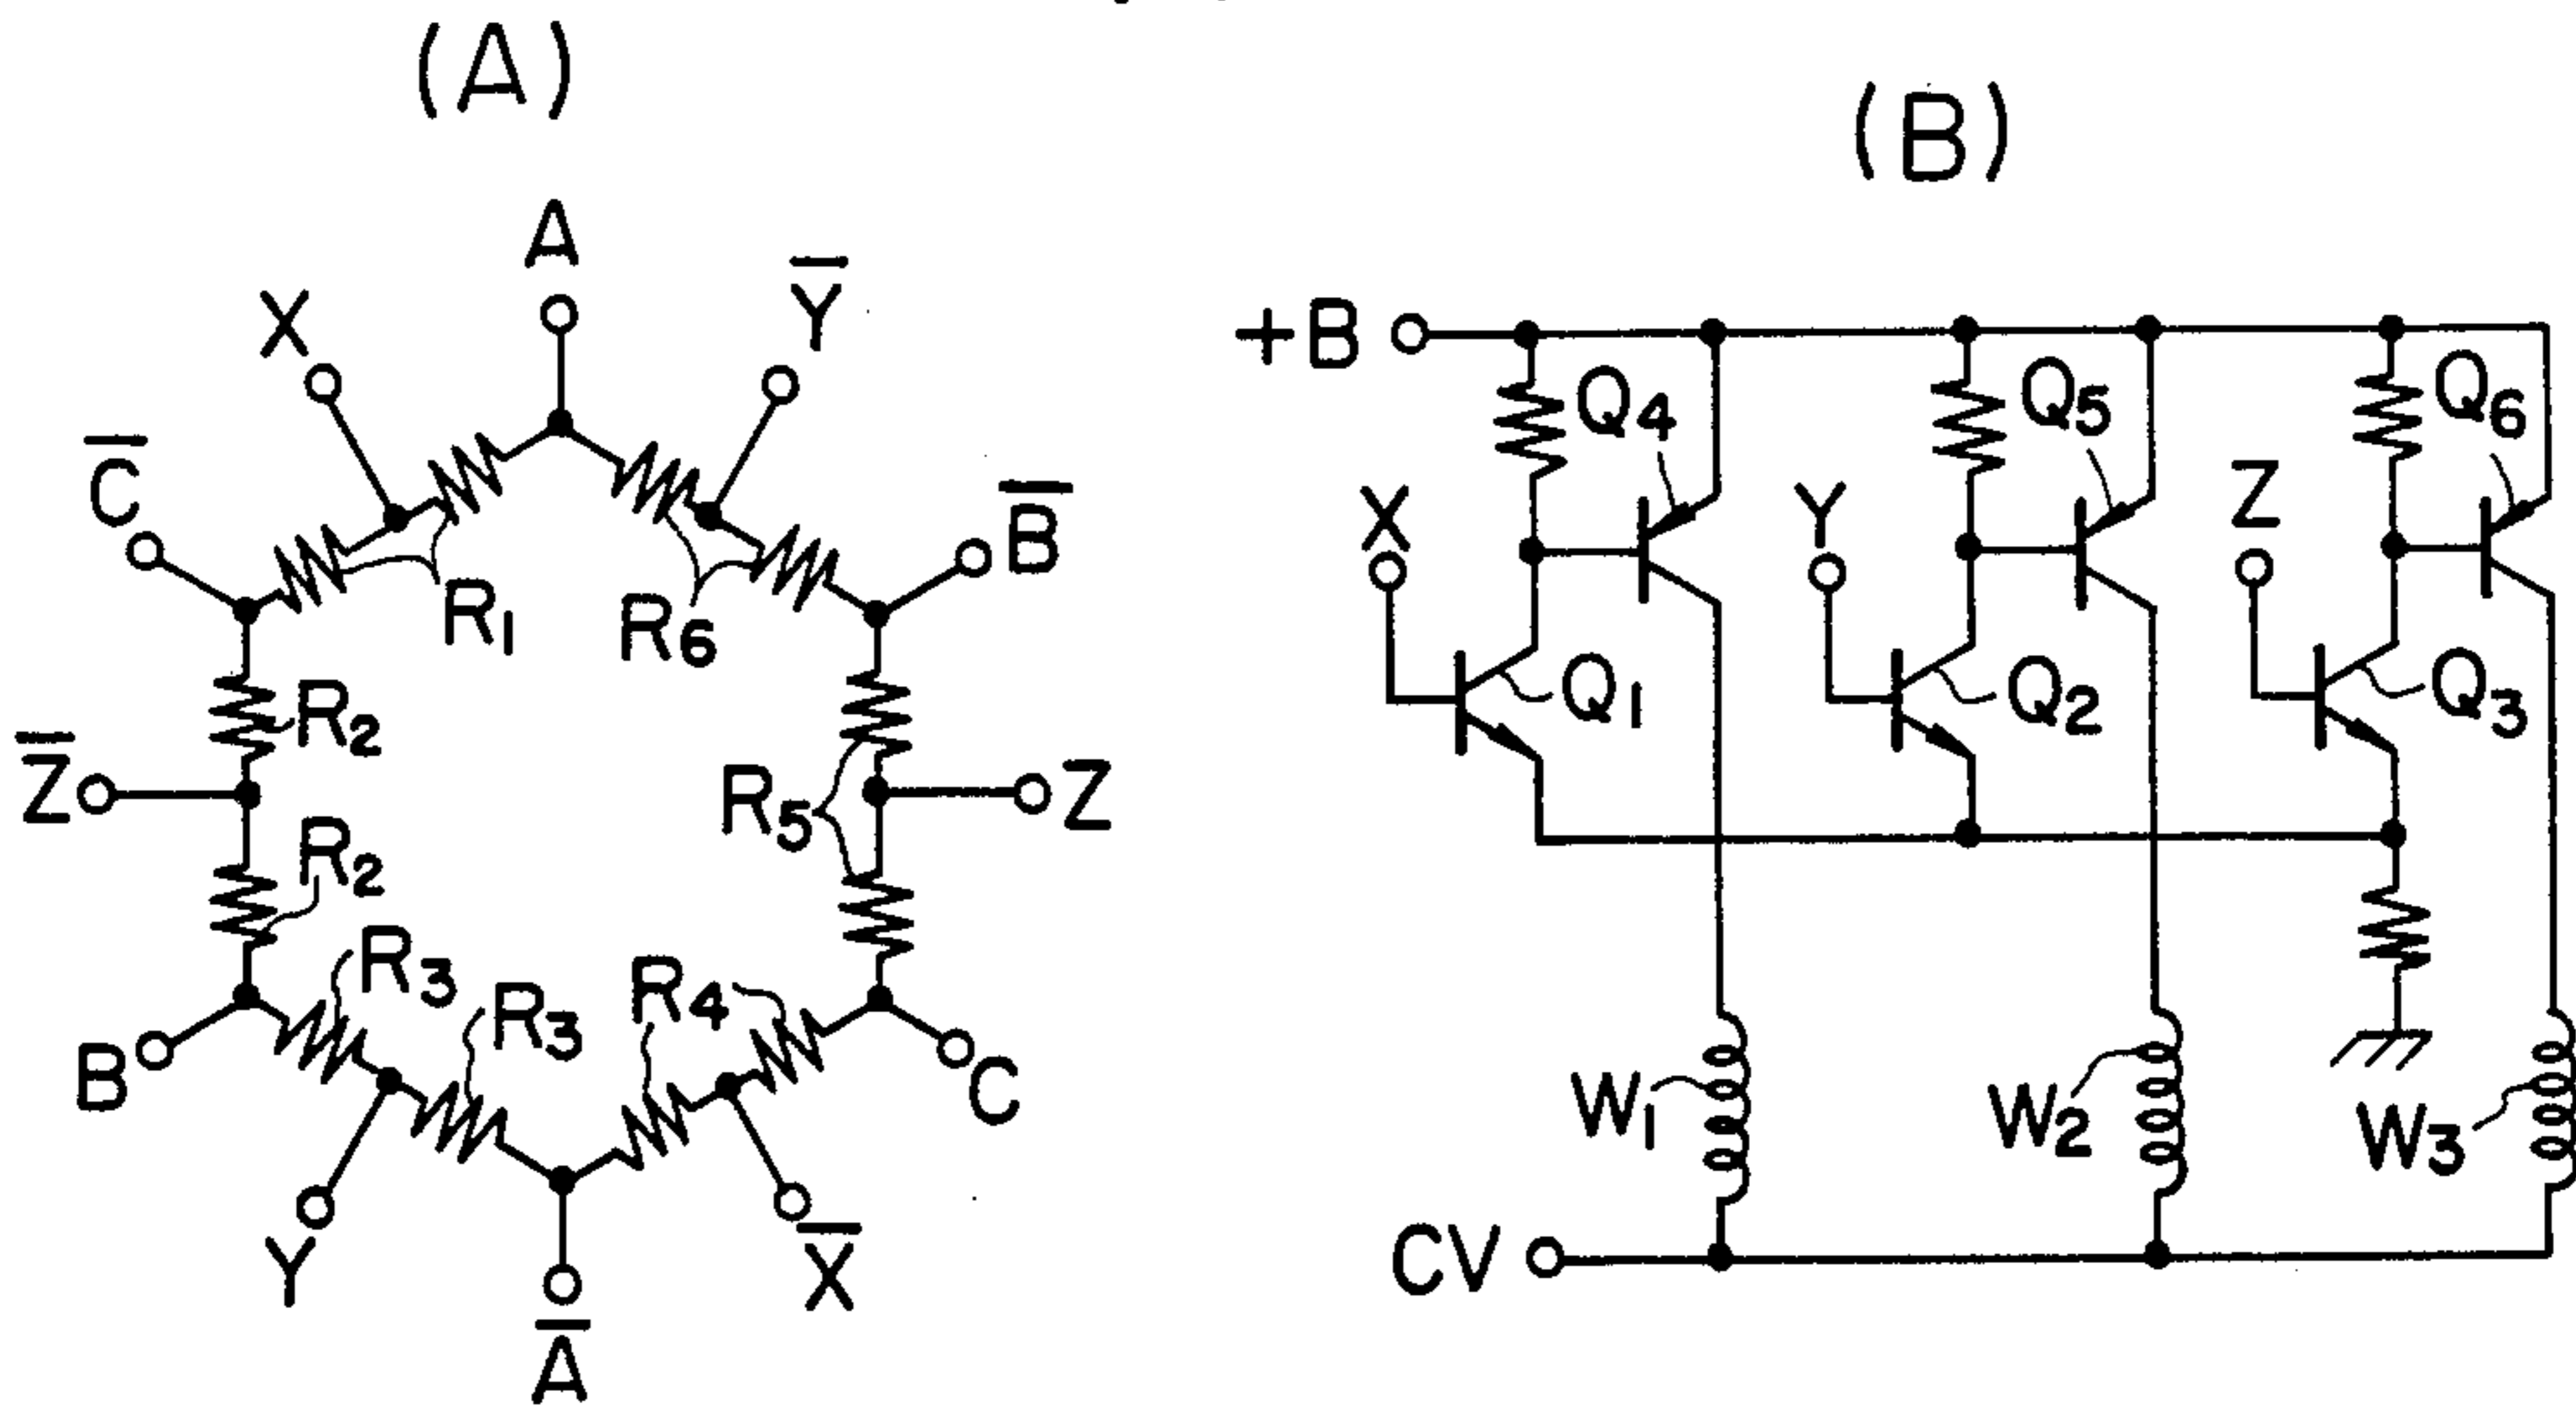 (A)
(B)
A
X
Y̅
C̅
B̅
R1
R6
R2
Z̅
R5
Z
R2
R3
R4
R3
B
C
Y
X̅
A̅
+B
Q4
Q5
Q6
X
Y
Z
Q1
Q2
Q3
W1
W2
W3
CV